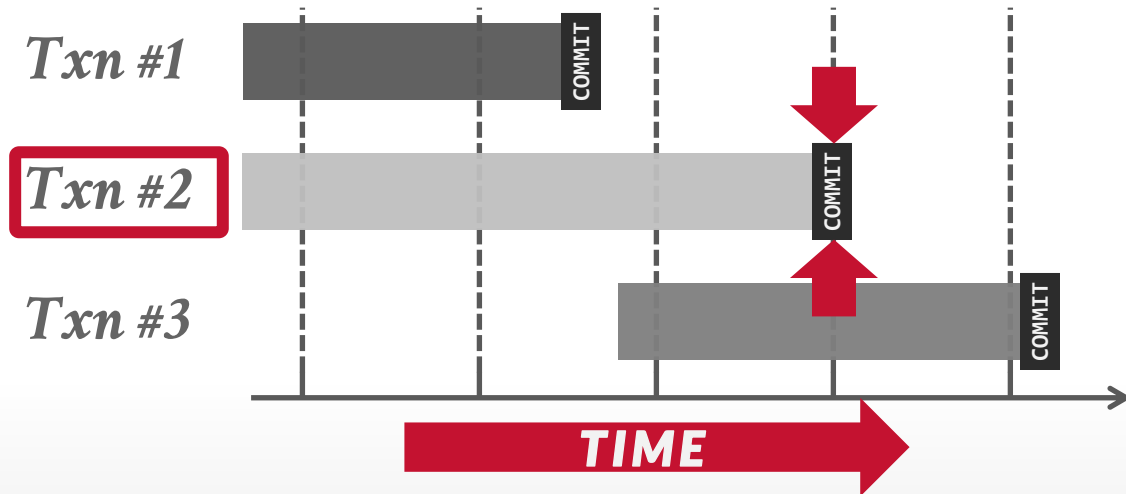 Txn #1
COMMIT
Txn #2
COMMIT
Txn #3
COMMIT
TIME